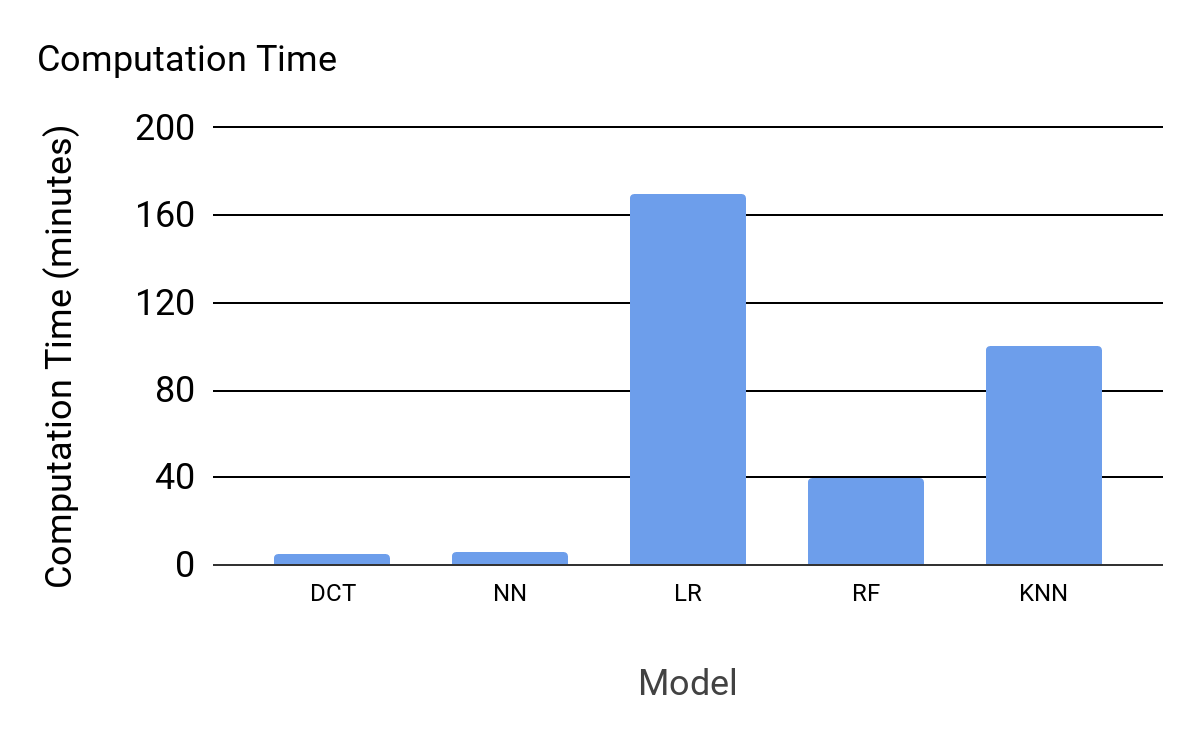 Computation Time
Computation Time (minutes)
200
160
120
80
40
0
DCT NN LR RF KNN
Model